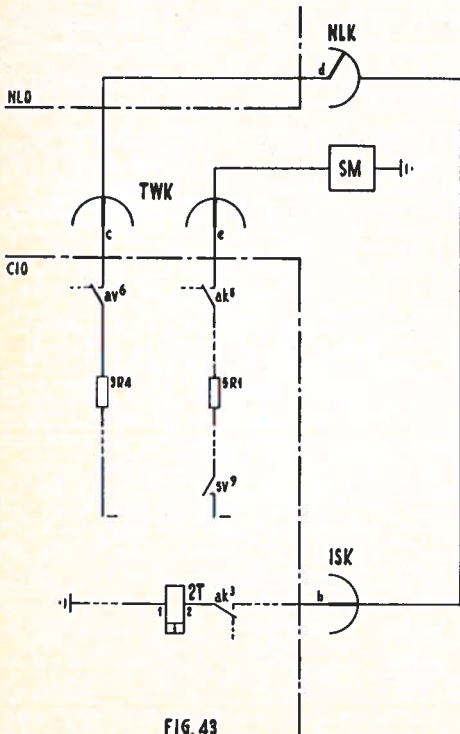 NLK
d
NLO
SM
TWK
c
e
CIO
av⁶
ak⁵
3R4
5R1
sv⁹
ISK
2T
ak³
b
1
2
FIG. 43